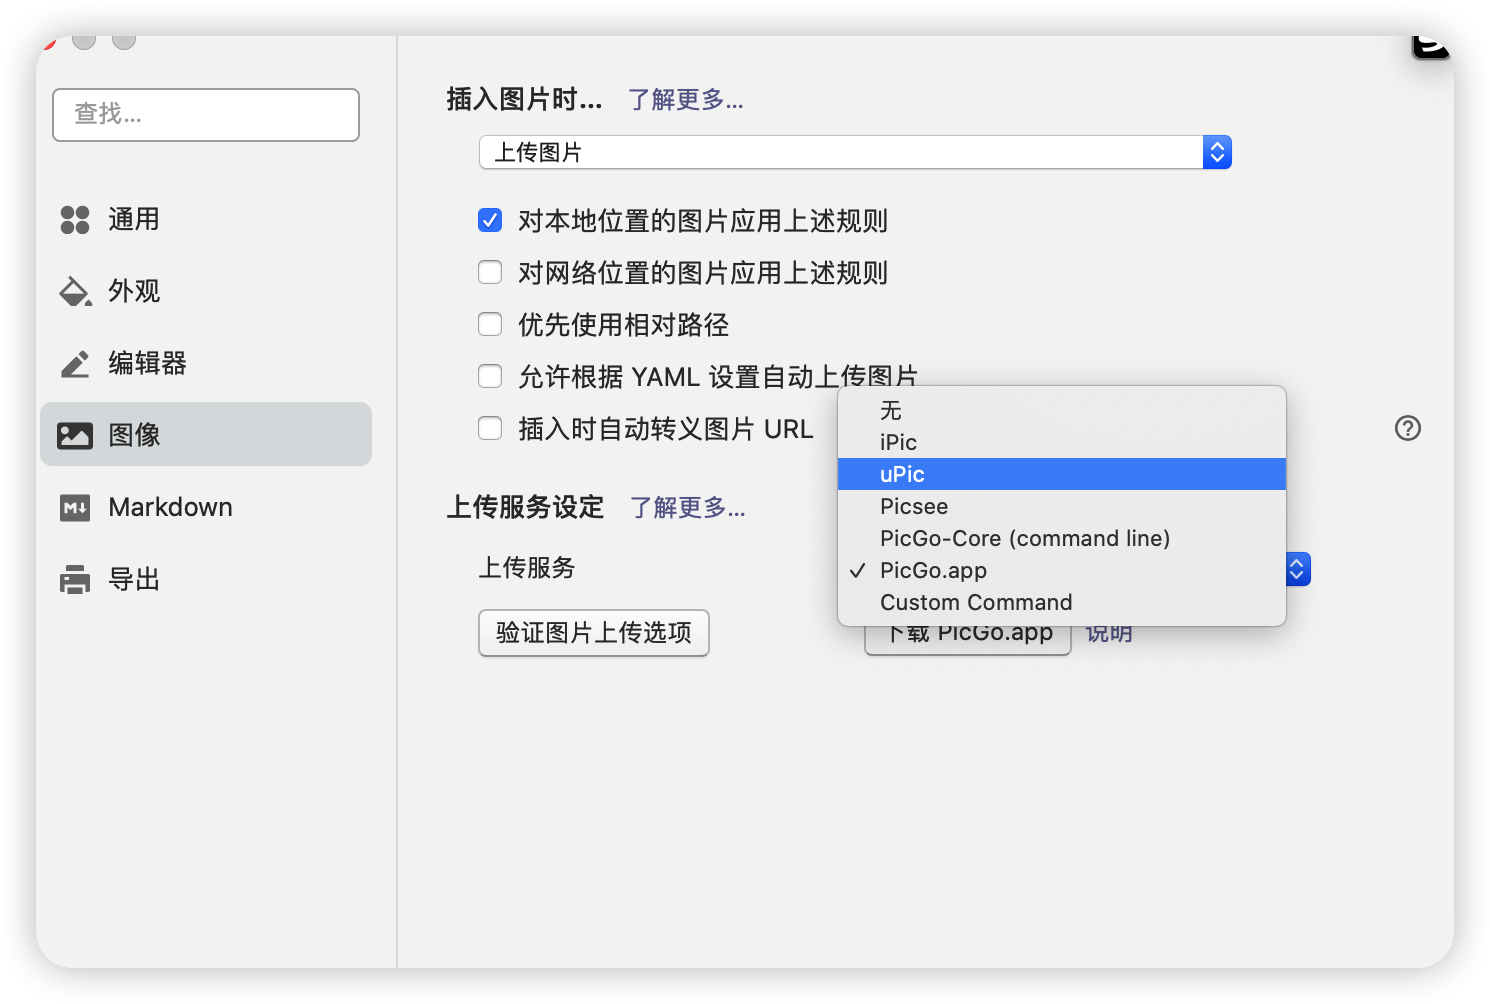 查找...
通用
外观
编辑器
图像
Markdown
导出
插入图片时... 了解更多...
上传图片
对本地位置的图片应用上述规则
对网络位置的图片应用上述规则
优先使用相对路径
允许根据 YAML 设置自动上传图片
插入时自动转义图片 URL
上传服务设定 了解更多...
上传服务
无
iPic
uPic
Picsee
PicGo-Core (command line)
PicGo.app
Custom Command
验证图片上传选项
下载 PicGo.app 说明